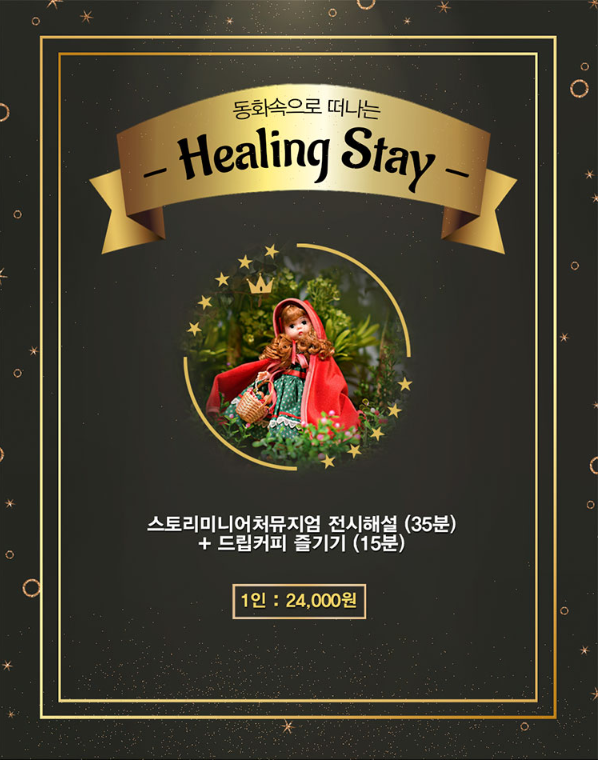 동화속으로 떠나는
- Healing Stay -
스토리미니어처뮤지엄 전시해설 (35분)
+ 드립커피 즐기기 (15분)
1인 : 24,000원